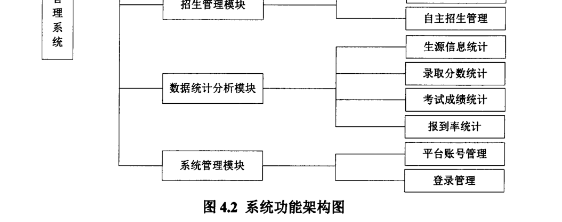 管
理
系
统
招生管理模块
自主招生管理
生源信息统计
录取分数统计
数据统计分析模块
考试成绩统计
报到率统计
平台账号管理
系统管理模块
登录管理
图 4.2 系统功能架构图